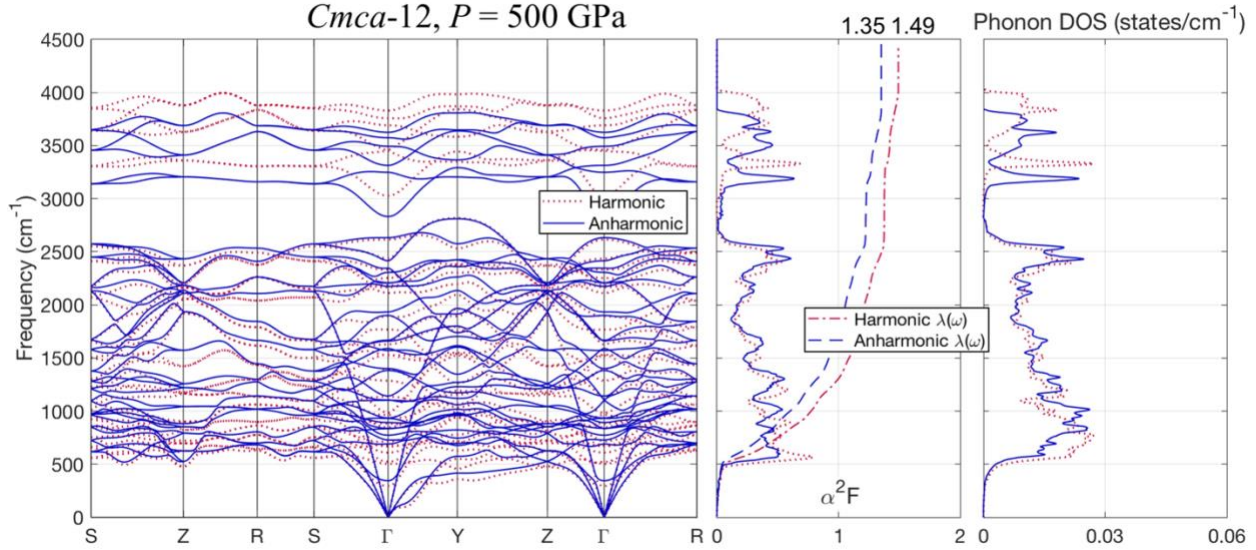 Cmca-12, P = 500 GPa
1.35 1.49
Phonon DOS (states/cm⁻¹)
4500
4000
3500
3000
2500
2000
1500
1000
500
0
Frequency (cm⁻¹)
Harmonic
Anharmonic
S Z R S Γ Y Z Γ R
Harmonic λ(ω)
Anharmonic λ(ω)
α²F
0 1 2
0 0.03 0.06